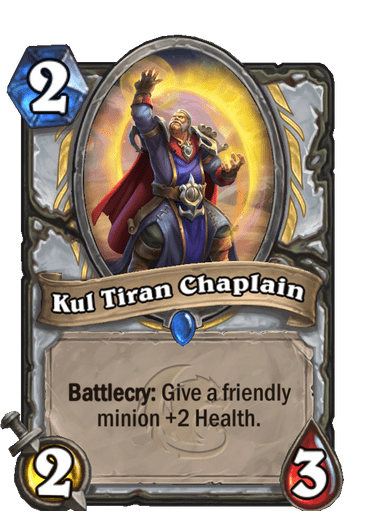 2
Kul Tiran Chaplain
Battlecry: Give a friendly
minion +2 Health.
2
3